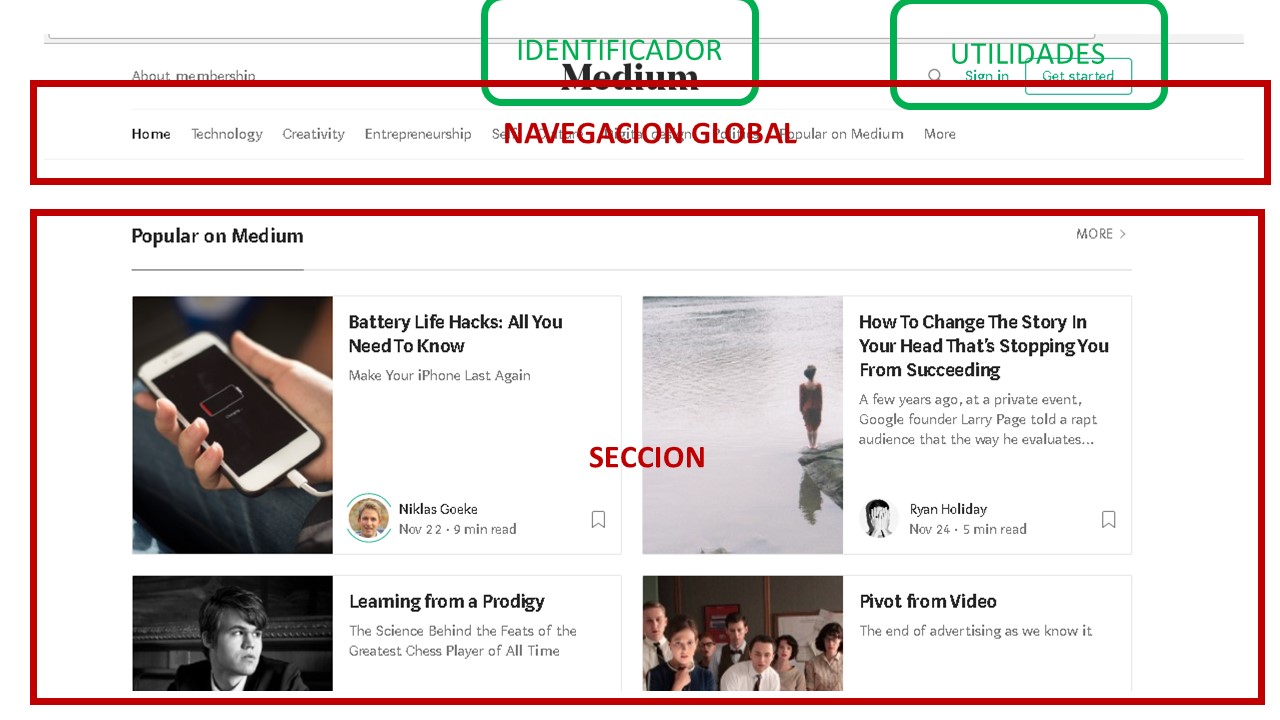 IDENTIFICADOR
UTILIDADES
About membership
Medium
Sign in
Get started
NAVEGACION GLOBAL
Home Technology Creativity Entrepreneurship Self Culture Digital design Politics Popular on Medium More
Popular on Medium
MORE
Battery Life Hacks: All You
Need To Know
Make Your iPhone Last Again
Niklas Goeke
Nov 22 · 9 min read
How To Change The Story In
Your Head That's Stopping You
From Succeeding
A few years ago, at a private event,
Google founder Larry Page told a rapt
audience that the way he evaluates...
Ryan Holiday
Nov 24 · 5 min read
SECCION
Learning from a Prodigy
The Science Behind the Feats of the
Greatest Chess Player of All Time
Pivot from Video
The end of advertising as we know it